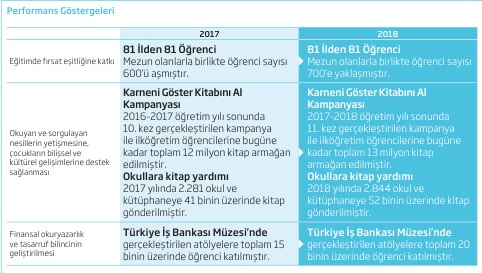 Performans Göstergeleri
2017
2018
Eğitimde fırsat eşitliğine katkı
81 İlden 81 Öğrenci
Mezun olanlarla birlikte öğrenci sayısı
600'ü aşmıştır.
81 İlden 81 Öğrenci
Mezun olanlarla birlikte öğrenci sayısı
700'e yaklaşmıştır.
Okuyan ve sorgulayan
nesillerin yetişmesine,
çocukların bilişsel ve
kültürel gelişimlerine destek
sağlanması
Karneni Göster Kitabını Al
Kampanyası
2016-2017 öğretim yılı sonunda
10. kez gerçekleştirilen kampanya
ile ilköğretim öğrencilerine bugüne
kadar toplam 12 milyon kitap armağan
edilmiştir.
Okullara kitap yardımı
2017 yılında 2.281 okul ve
kütüphaneye 41 binin üzerinde kitap
gönderilmiştir.
Karneni Göster Kitabını Al
Kampanyası
2017-2018 öğretim yılı sonunda
11. kez gerçekleştirilen kampanya
ile ilköğretim öğrencilerine bugüne
kadar toplam 13 milyon kitap
armağan edilmiştir.
Okullara kitap yardımı
2018 yılında 2.844 okul ve
kütüphaneye 52 binin üzerinde kitap
gönderilmiştir.
Finansal okuryazarlık
ve tasarruf bilincinin
geliştirilmesi
Türkiye İş Bankası Müzesi'nde
gerçekleştirilen atölyelere toplam 15
binin üzerinde öğrenci katılmıştır.
Türkiye İş Bankası Müzesi'nde
gerçekleştirilen atölyelere toplam 20
binin üzerinde öğrenci katılmıştır.